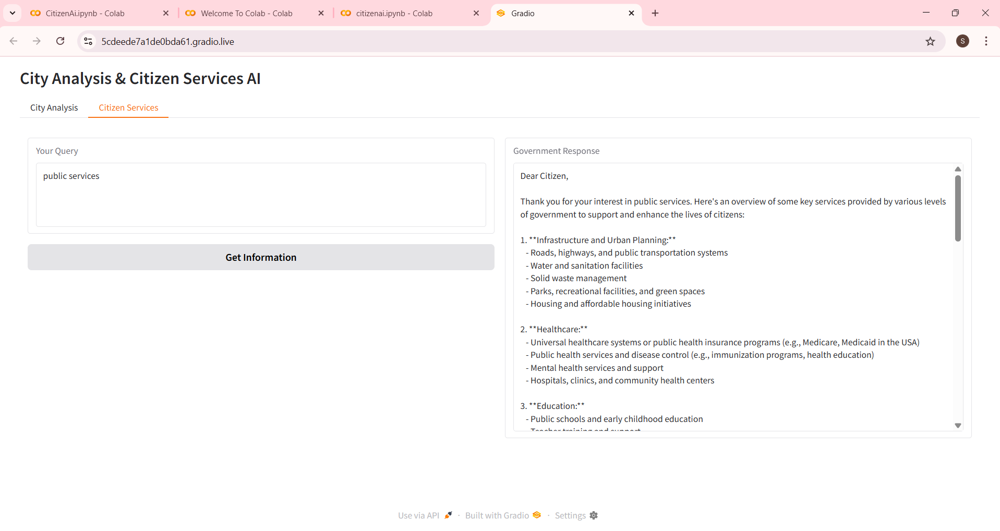 CitizenAi.ipynb - Colab
Welcome To Colab - Colab
citizenai.ipynb - Colab
Gradio
5cdeede7a1de0bda61.gradio.live
S
City Analysis & Citizen Services AI
City Analysis
Citizen Services
Your Query
public services
Get Information
Government Response
Dear Citizen,
Thank you for your interest in public services. Here's an overview of some key services provided by various levels
of government to support and enhance the lives of citizens:
1. **Infrastructure and Urban Planning:**
- Roads, highways, and public transportation systems
- Water and sanitation facilities
- Solid waste management
- Parks, recreational facilities, and green spaces
- Housing and affordable housing initiatives
2. **Healthcare:**
- Universal healthcare systems or public health insurance programs (e.g., Medicare, Medicaid in the USA)
- Public health services and disease control (e.g., immunization programs, health education)
- Mental health services and support
- Hospitals, clinics, and community health centers
3. **Education:**
- Public schools and early childhood education
- Teacher training and support
Use via API · Built with Gradio · Settings